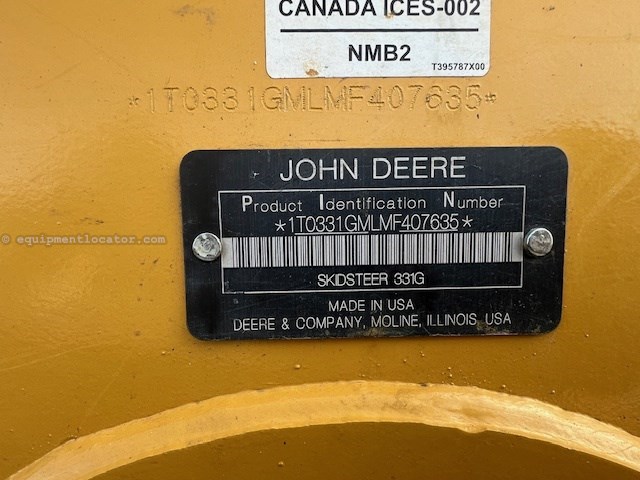 CANADA ICES-002
NMB2
T395787X00
*1T0331GMLMF407635*
JOHN DEERE
Product Identification Number
*1T0331GMLMF407635*
SKIDSTEER 331G
MADE IN USA
DEERE & COMPANY, MOLINE, ILLINOIS, USA
© equipmentlocator.com